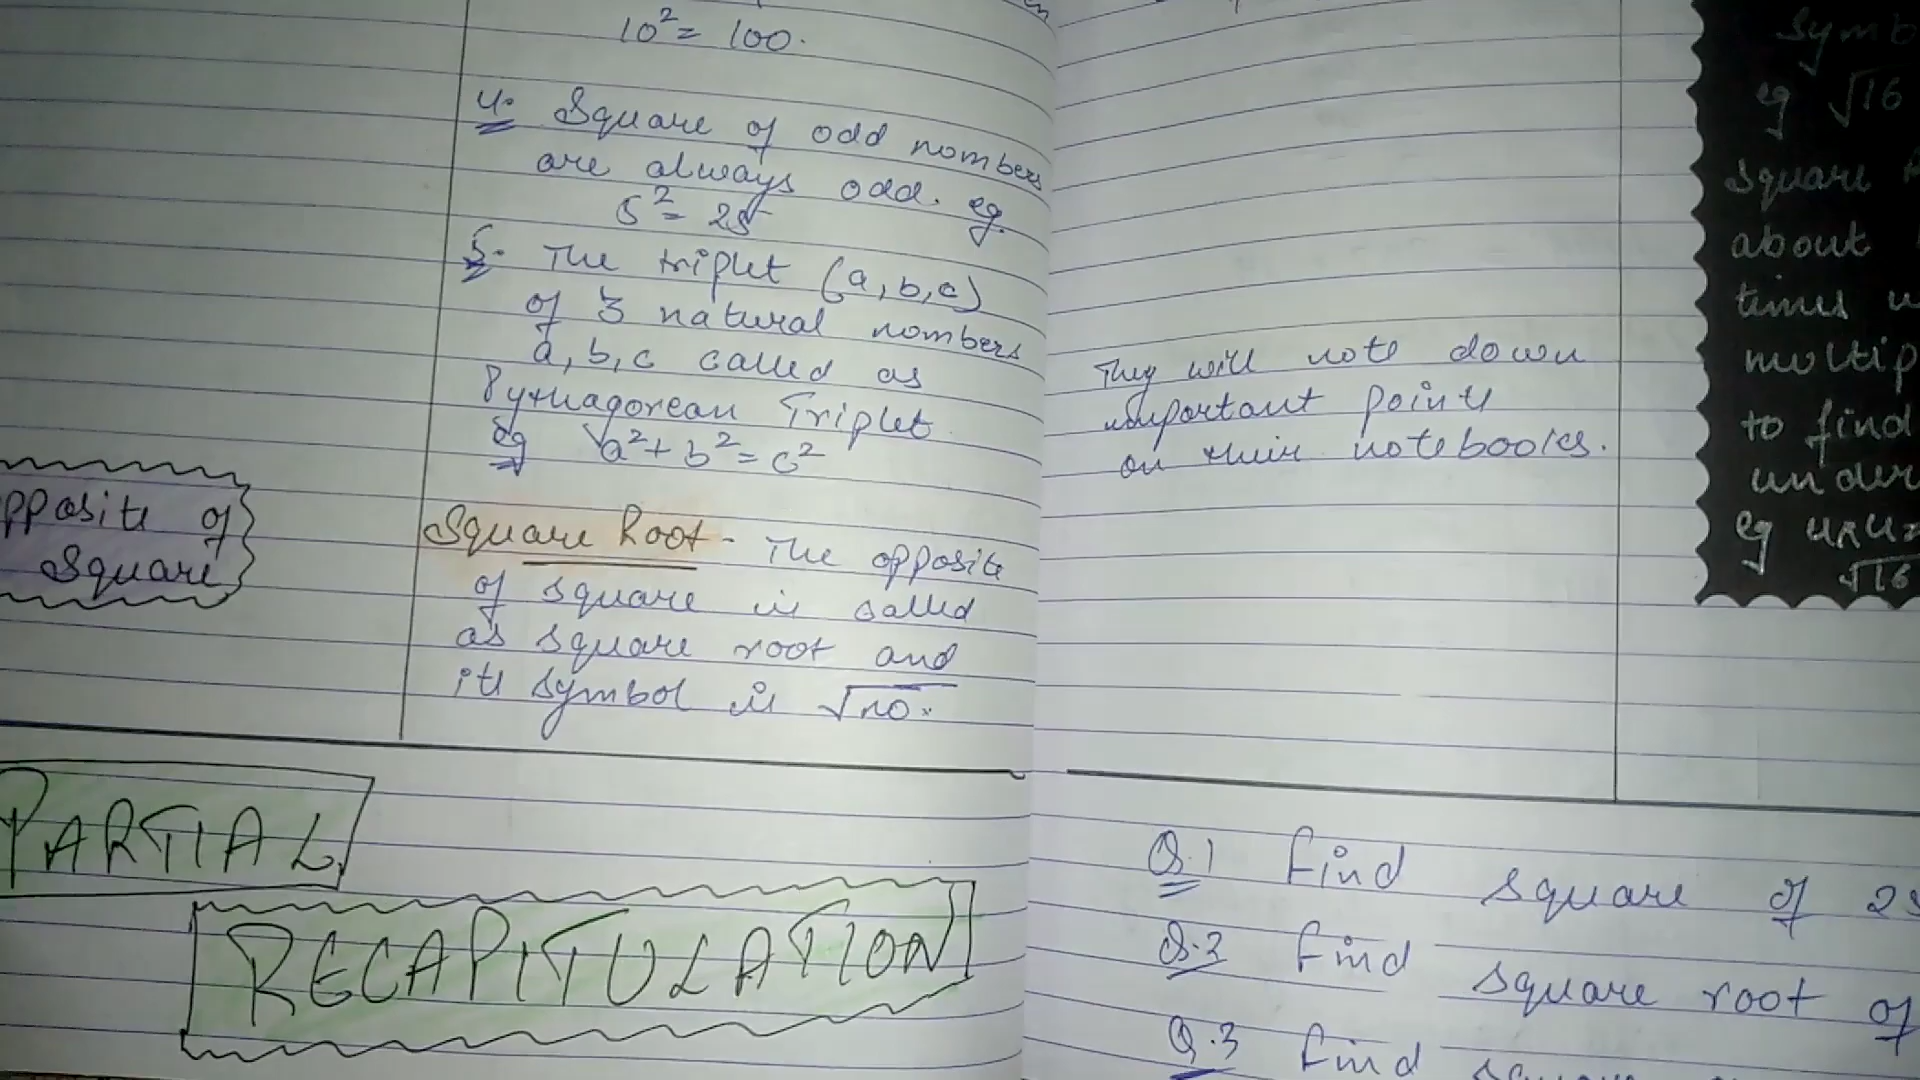 10² = 100.
4. Square of odd nombers
are always odd. eg.
5² = 25
5. The triplet (a,b,c)
of 3 natural nombers
a, b, c called as
Pythagorean Triplet
eg a² + b² = c²
pposite of
Square
Square Root - The opposite
of square is called
as square root and
its symbol is
PARTIAL
RECAPITULATION
They will note down
important points
on their notebooks.
Symb
eg √16
Square
about
times
multip
to find
under
eg 4x4=
√16
Q.1 Find square of
Find square root of
Q.3 Find